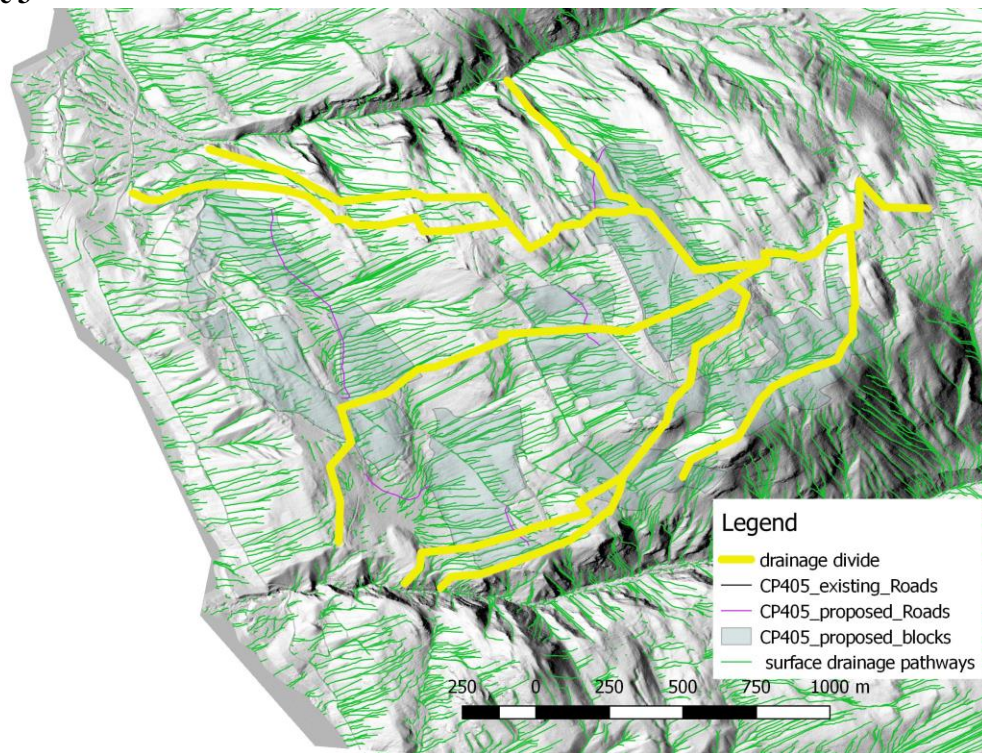 Legend
drainage divide
CP405_existing_Roads
CP405_proposed_Roads
CP405_proposed_blocks
surface drainage pathways
250 0 250 500 750 1000 m